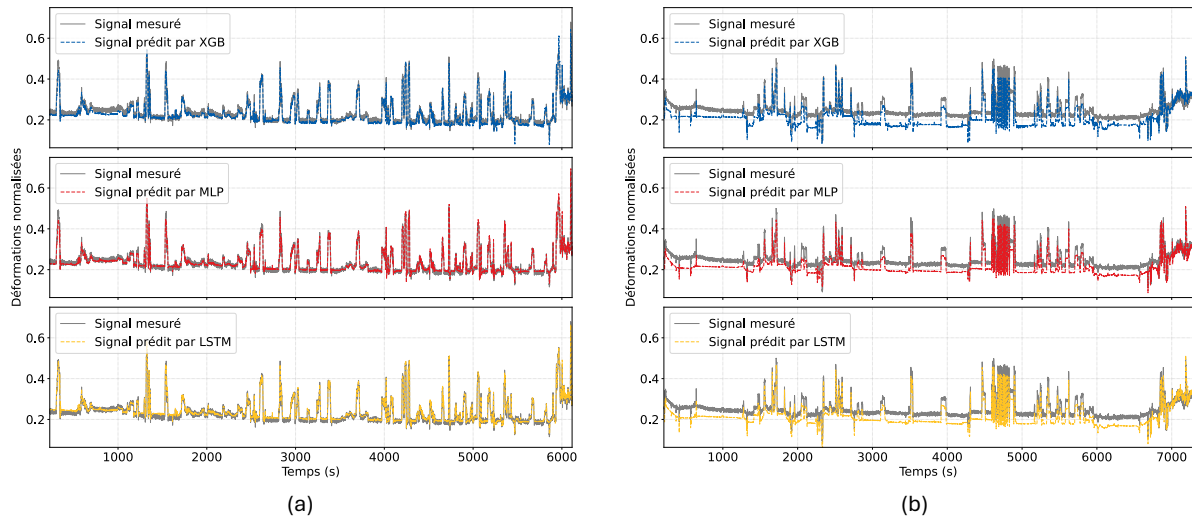 Déformations normalisées
0.6
0.4
0.2
Signal mesuré
Signal prédit par XGB
0.6
0.4
0.2
Signal mesuré
Signal prédit par MLP
0.6
0.4
0.2
Signal mesuré
Signal prédit par LSTM
1000 2000 3000 4000 5000 6000
Temps (s)
(a)
Déformations normalisées
0.6
0.4
0.2
Signal mesuré
Signal prédit par XGB
0.6
0.4
0.2
Signal mesuré
Signal prédit par MLP
0.6
0.4
0.2
Signal mesuré
Signal prédit par LSTM
1000 2000 3000 4000 5000 6000 7000
Temps (s)
(b)